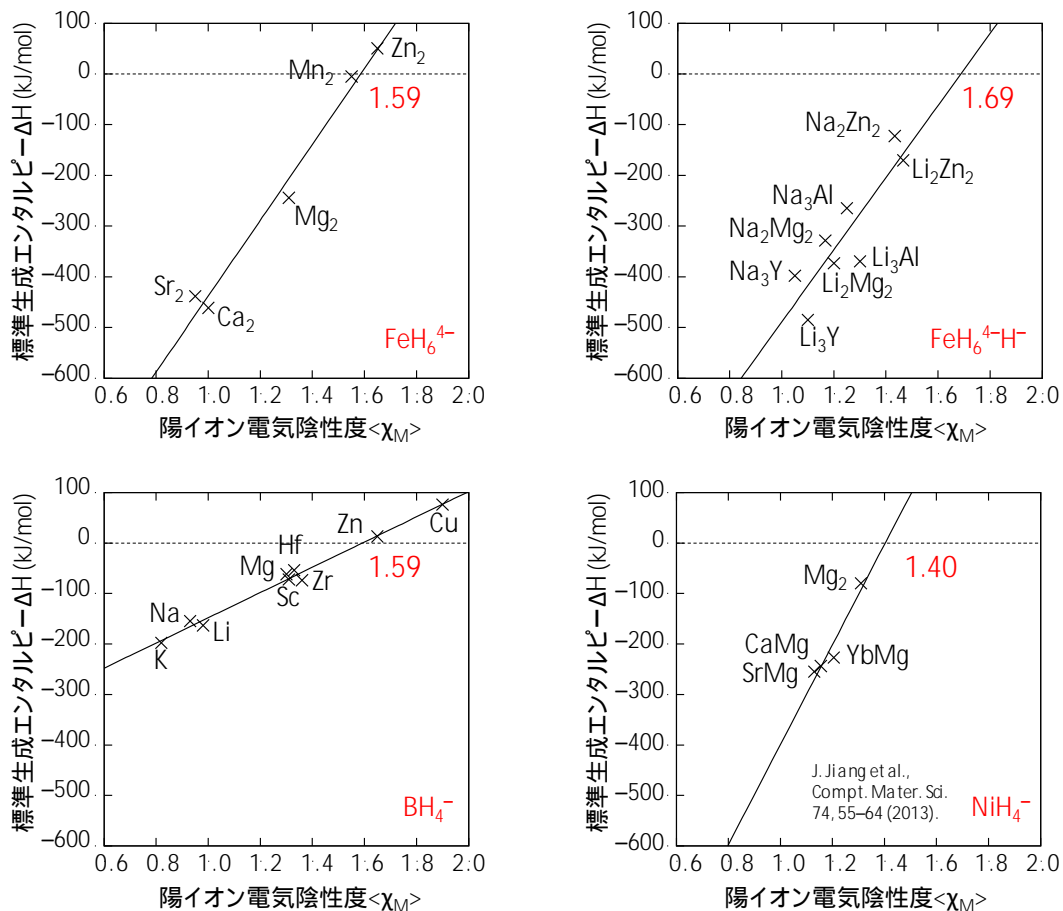 標準生成エンタルピーΔH (kJ/mol)
100
0
−100
−200
−300
−400
−500
−600
Zn₂
Mn₂
1.59
Mg₂
Sr₂
Ca₂
FeH₆⁴⁻
0.6 0.8 1.0 1.2 1.4 1.6 1.8 2.0
陽イオン電気陰性度<χM>
標準生成エンタルピーΔH (kJ/mol)
100
0
−100
−200
−300
−400
−500
−600
1.69
Na₂Zn₂
Li₂Zn₂
Na₃Al
Na₂Mg₂
Li₃Al
Na₃Y
Li₂Mg₂
Li₃Y
FeH₆⁴⁻H⁻
0.6 0.8 1.0 1.2 1.4 1.6 1.8 2.0
陽イオン電気陰性度<χM>
標準生成エンタルピーΔH (kJ/mol)
100
0
−100
−200
−300
−400
−500
−600
Zn
Cu
Hf
Mg
1.59
Zr
Sc
Na
Li
K
BH₄⁻
0.6 0.8 1.0 1.2 1.4 1.6 1.8 2.0
陽イオン電気陰性度<χM>
標準生成エンタルピーΔH (kJ/mol)
100
0
−100
−200
−300
−400
−500
−600
1.40
Mg₂
CaMg
YbMg
SrMg
J. Jiang et al.,
Compt. Mater. Sci.
74, 55–64 (2013).
NiH₄⁻
0.6 0.8 1.0 1.2 1.4 1.6 1.8 2.0
陽イオン電気陰性度<χM>